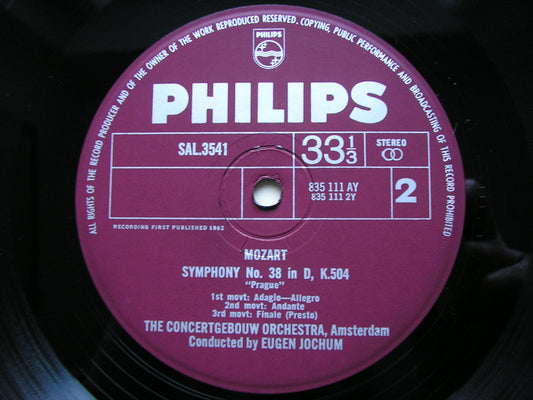 ALL RIGHTS OF THE RECORD PRODUCER AND OF THE OWNER OF THE WORK REPRODUCED RESERVED. COPYING, PUBLIC PERFORMANCE AND BROADCASTING OF THIS RECORD PROHIBITED
PHILIPS
PHILIPS
SAL.3541
33⅓
STEREO
835 111 AY
835 111 2Y
2
RECORDING FIRST PUBLISHED 1962
MOZART
SYMPHONY No. 38 in D, K.504
"Prague"
1st movt: Adagio—Allegro
2nd movt: Andante
3rd movt: Finale (Presto)
THE CONCERTGEBOUW ORCHESTRA, Amsterdam
Conducted by EUGEN JOCHUM